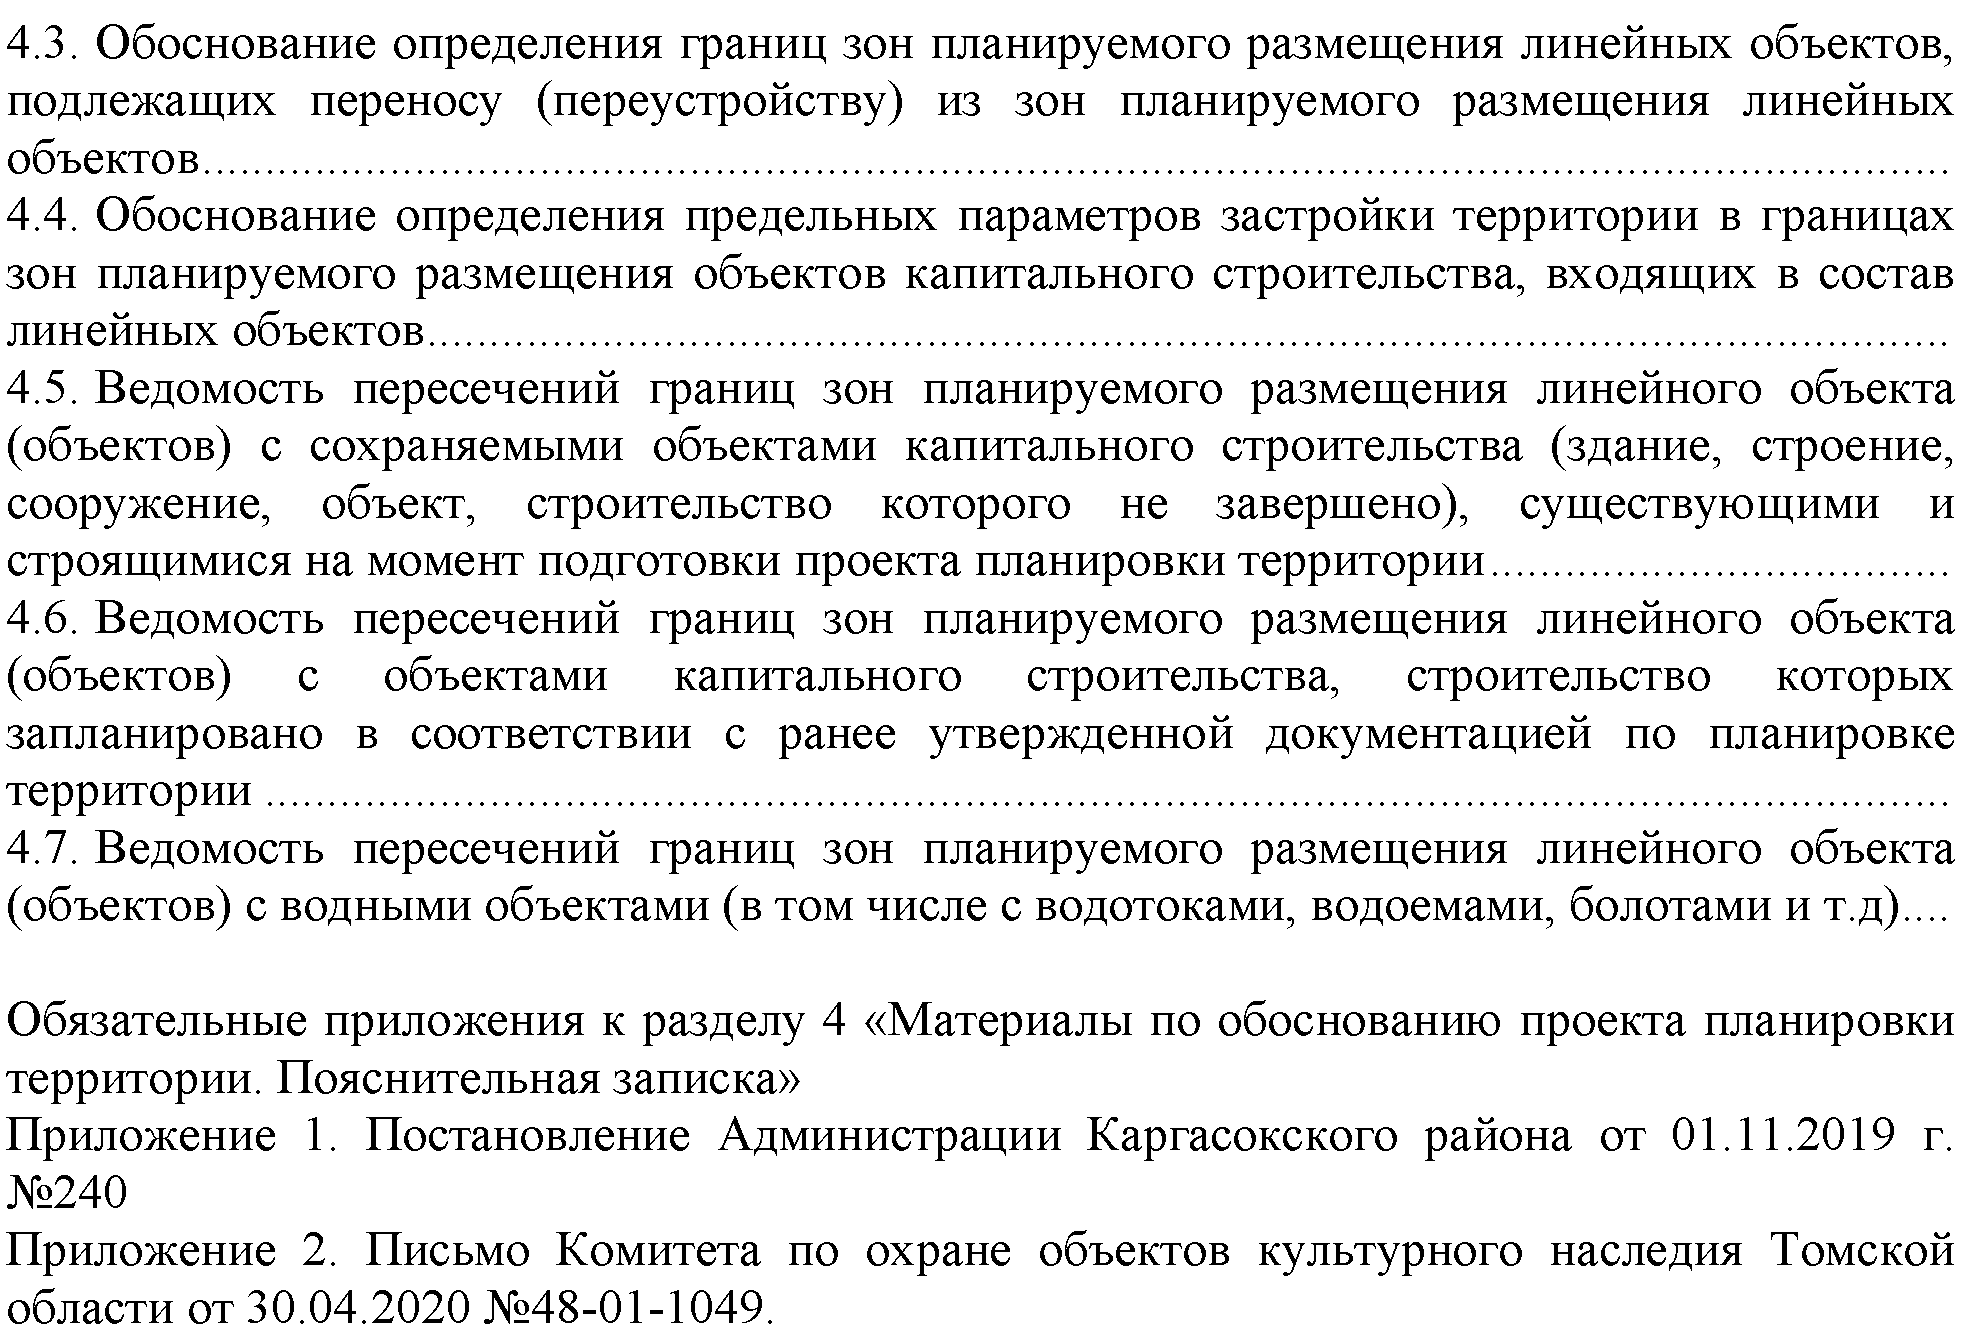 4.3. Обоснование определения границ зон планируемого размещения линейных объектов,
подлежащих переносу (переустройству) из зон планируемого размещения линейных
объектов................................................................................................................
4.4. Обоснование определения предельных параметров застройки территории в границах
зон планируемого размещения объектов капитального строительства, входящих в состав
линейных объектов..................................................................................................
4.5. Ведомость пересечений границ зон планируемого размещения линейного объекта
(объектов) с сохраняемыми объектами капитального строительства (здание, строение,
сооружение, объект, строительство которого не завершено), существующими и
строящимися на момент подготовки проекта планировки территории..............................
4.6. Ведомость пересечений границ зон планируемого размещения линейного объекта
(объектов) с объектами капитального строительства, строительство которых
запланировано в соответствии с ранее утвержденной документацией по планировке
территории ............................................................................................................
4.7. Ведомость пересечений границ зон планируемого размещения линейного объекта
(объектов) с водными объектами (в том числе с водотоками, водоемами, болотами и т.д)....
Обязательные приложения к разделу 4 «Материалы по обоснованию проекта планировки
территории. Пояснительная записка»
Приложение 1. Постановление Администрации Каргасокского района от 01.11.2019 г.
№240
Приложение 2. Письмо Комитета по охране объектов культурного наследия Томской
области от 30.04.2020 №48-01-1049.